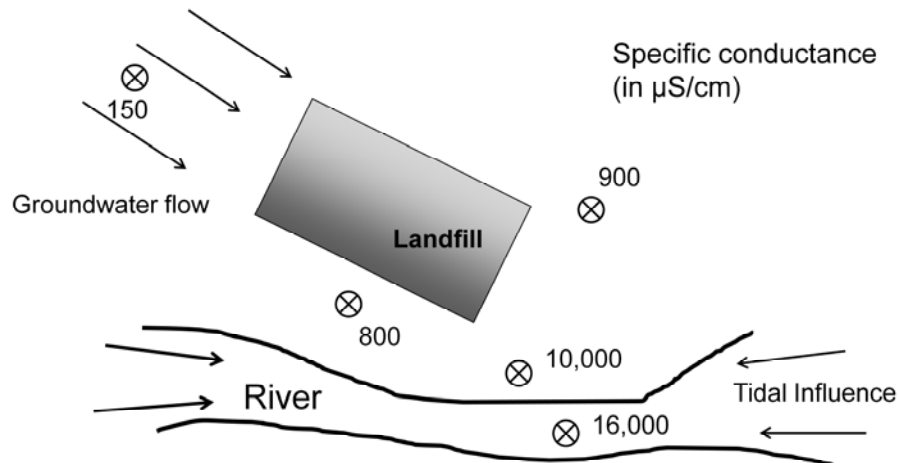 Specific conductance
(in µS/cm)
150
900
Groundwater flow
Landfill
800
10,000
River
Tidal Influence
16,000